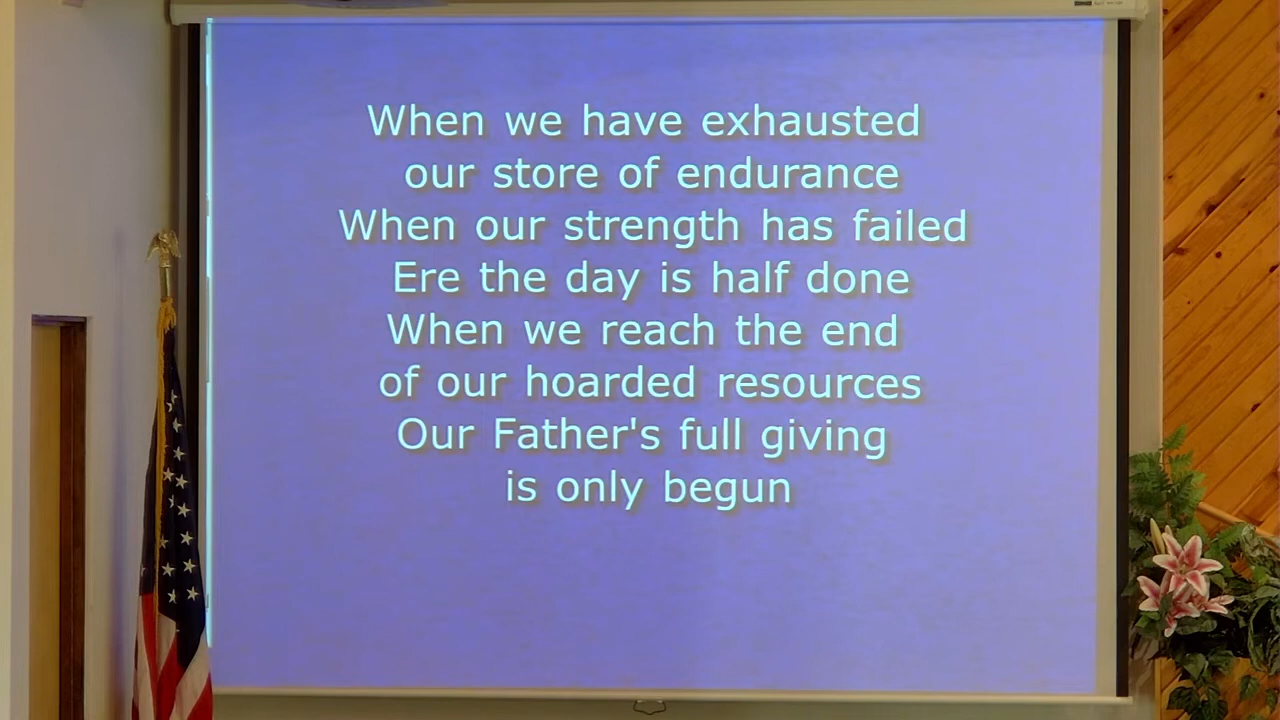 When we have exhausted
our store of endurance
When our strength has failed
Ere the day is half done
When we reach the end
of our hoarded resources
Our Father's full giving
is only begun